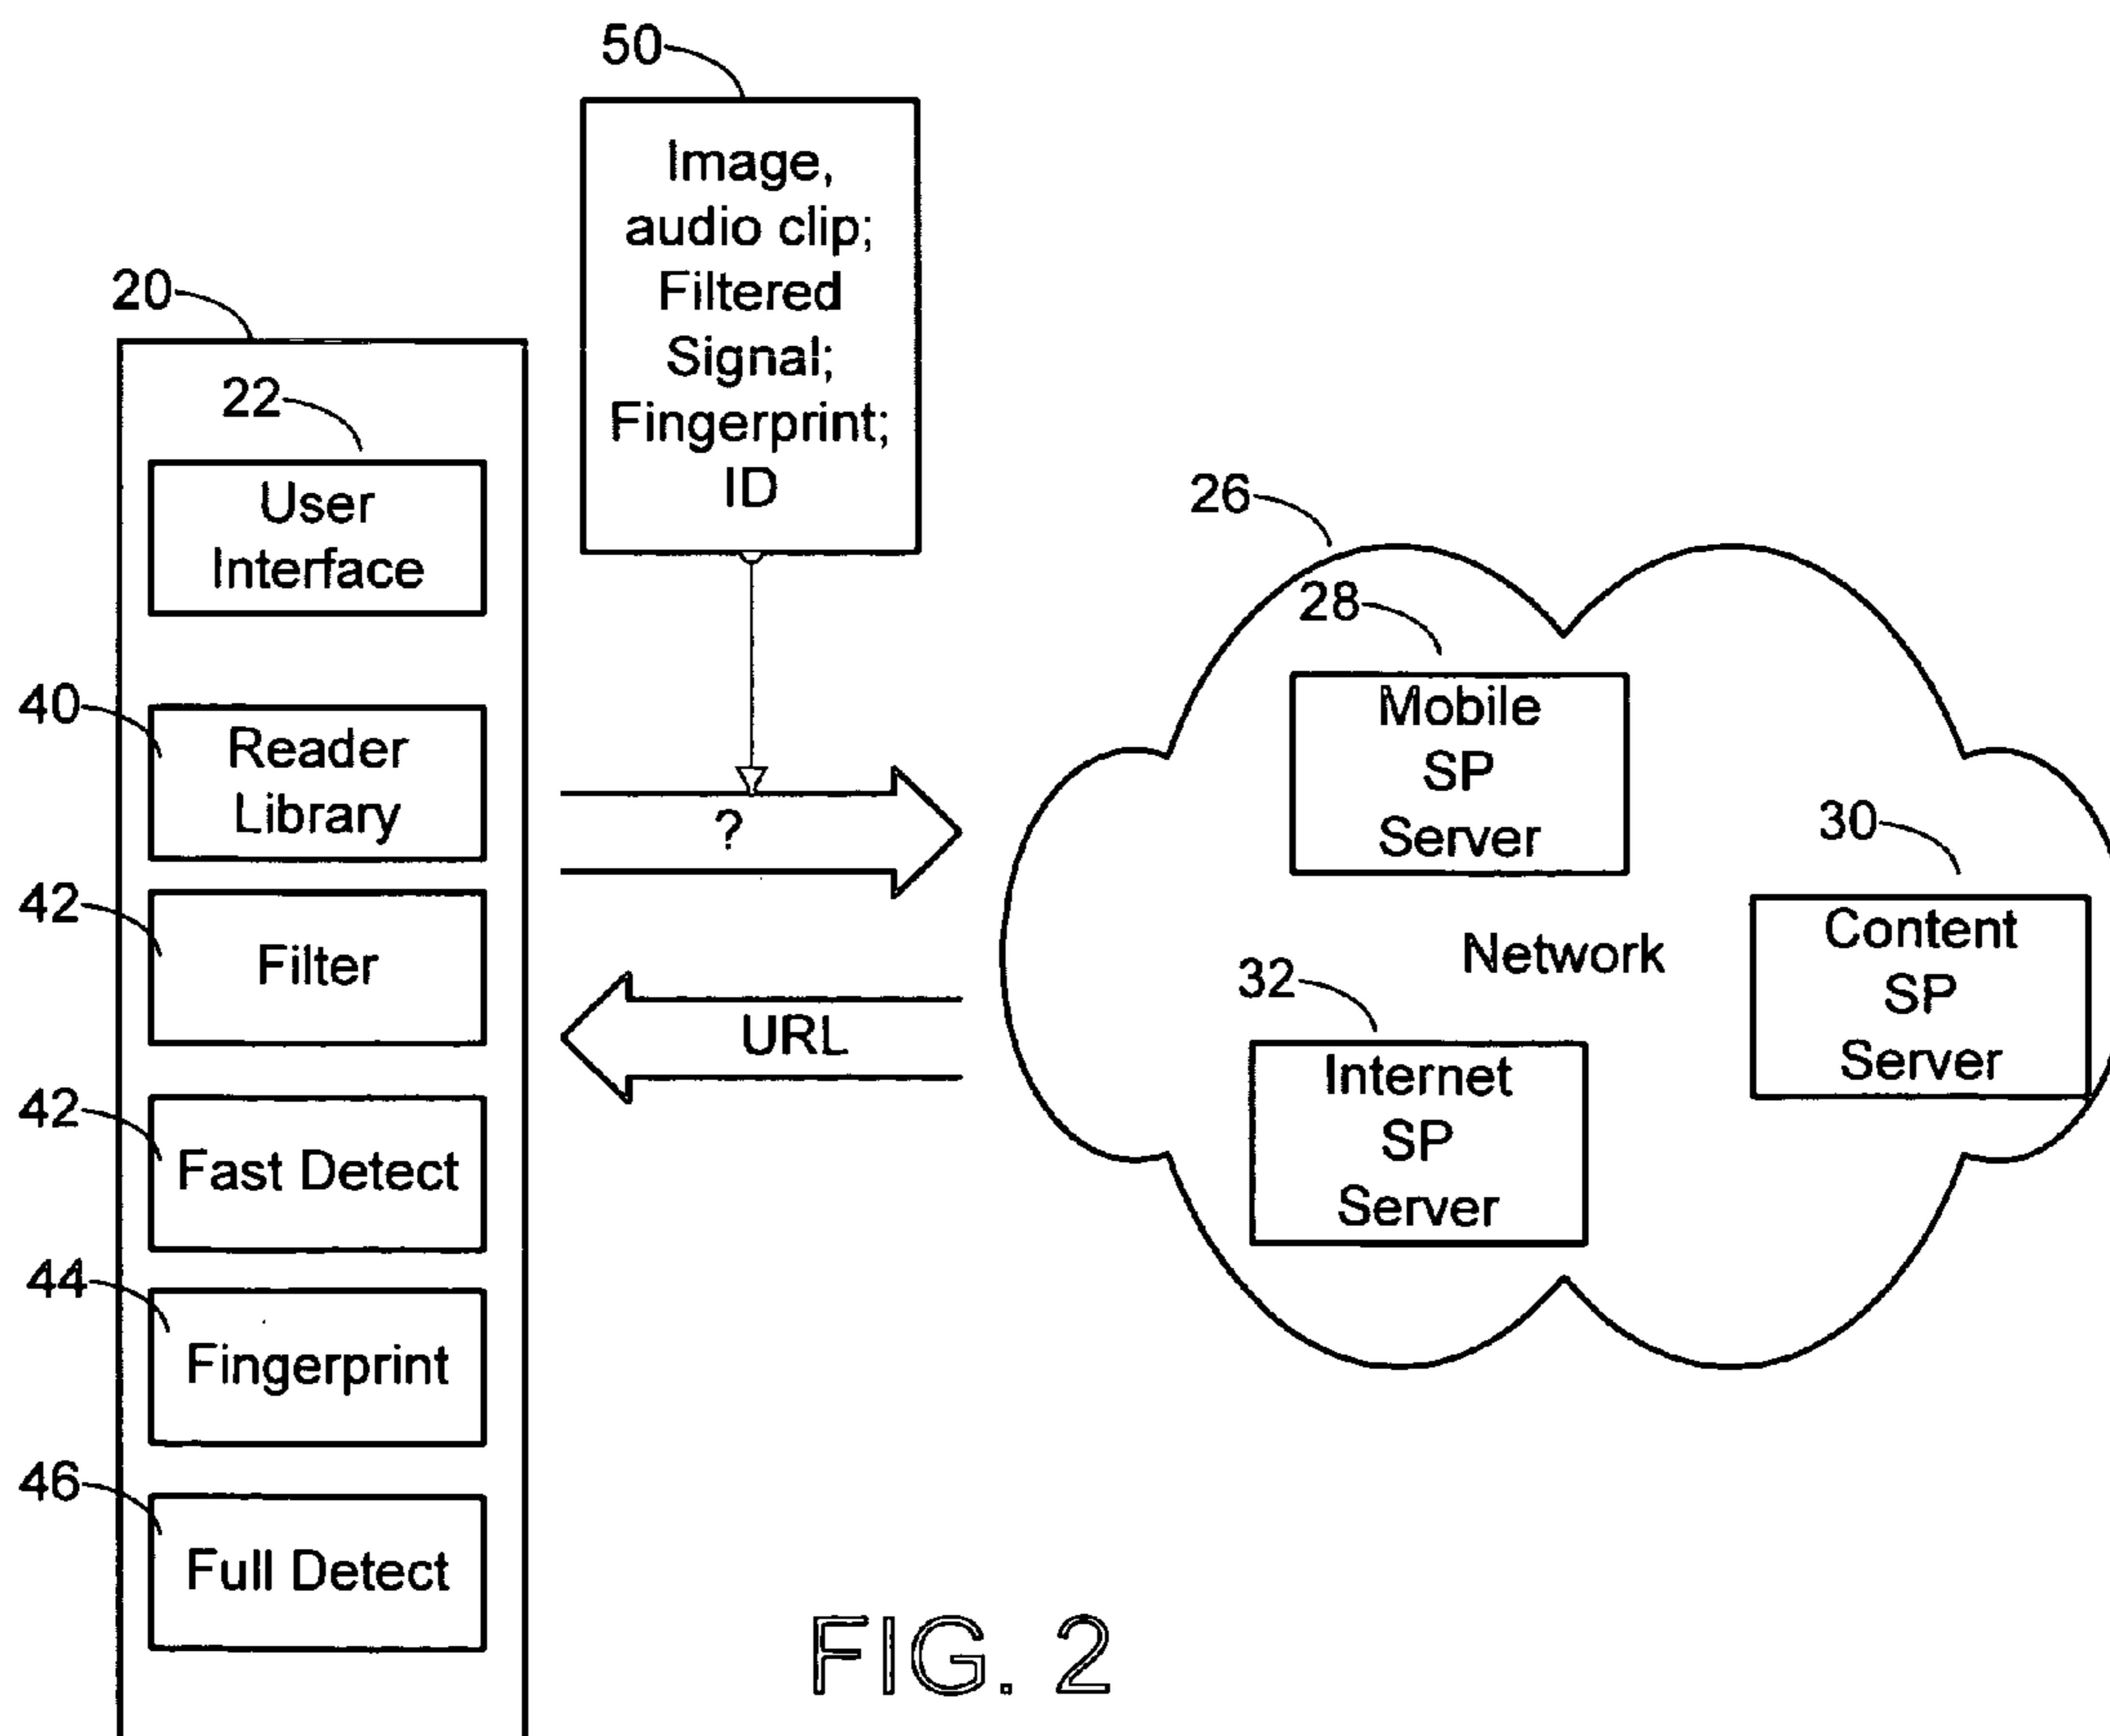 50
Image,
audio clip;
Filtered
Signal;
Fingerprint;
ID
20
22
User
Interface
40
Reader
Library
42
Filter
42
Fast Detect
44
Fingerprint
46
Full Detect
?
URL
26
28
Mobile
SP
Server
30
Content
SP
Server
Network
32
Internet
SP
Server
FIG. 2